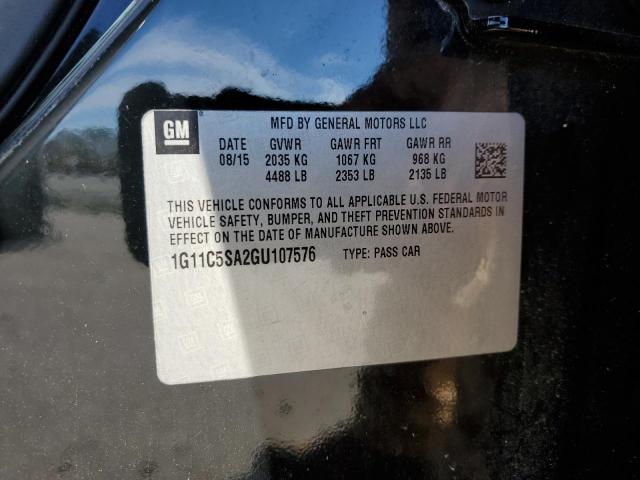 GM
MFD BY GENERAL MOTORS LLC
DATE GVWR GAWR FRT GAWR RR
08/15 2035 KG 1067 KG 968 KG
4488 LB 2353 LB 2135 LB
THIS VEHICLE CONFORMS TO ALL APPLICABLE U.S. FEDERAL MOTOR
VEHICLE SAFETY, BUMPER, AND THEFT PREVENTION STANDARDS IN
EFFECT ON THE DATE OF MANUFACTURE SHOWN ABOVE.
1G11C5SA2GU107576 TYPE: PASS CAR